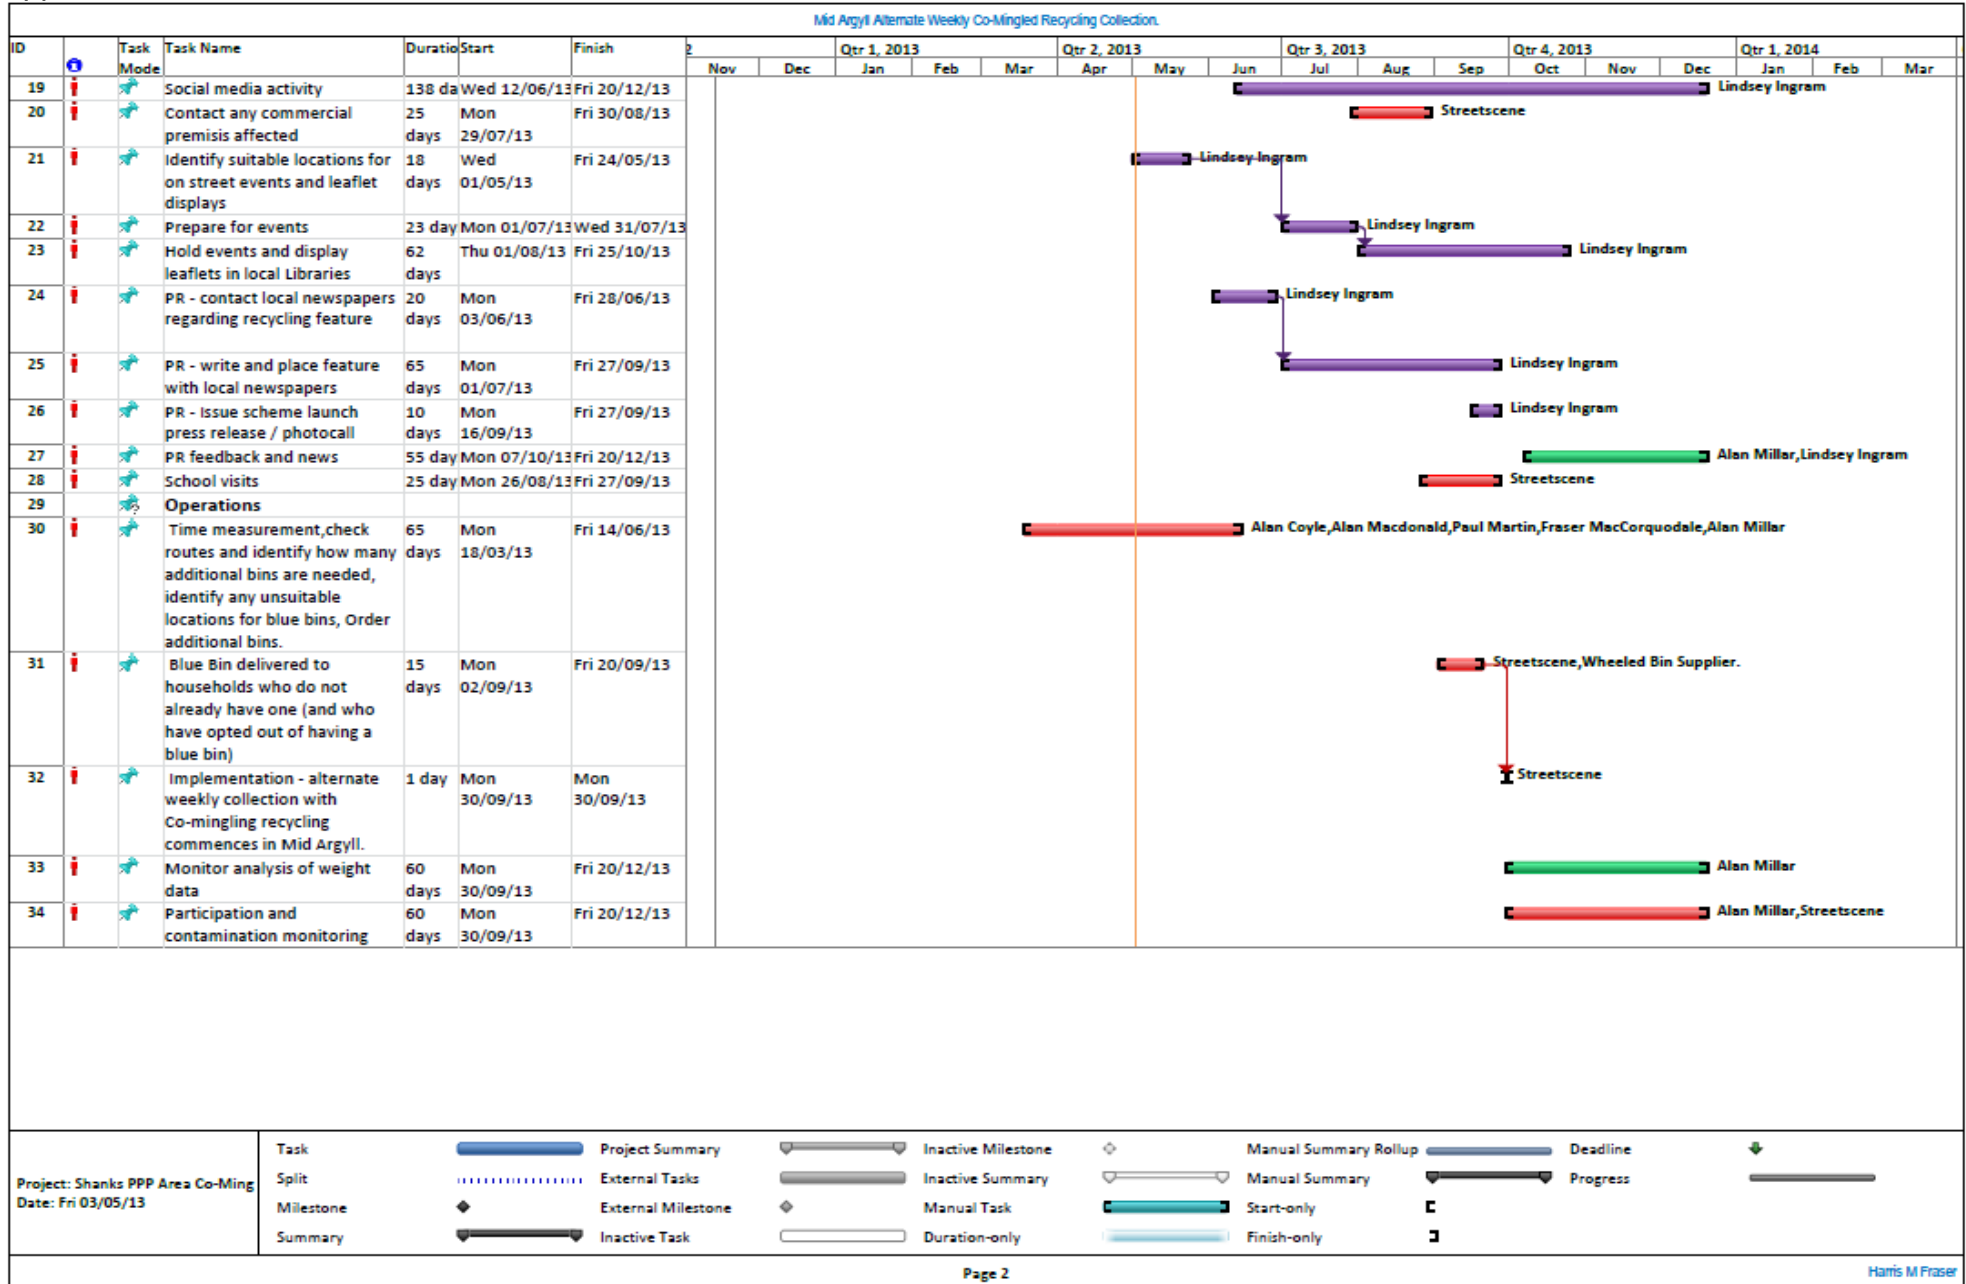 Mid Argyll Alternate Weekly Co-Mingled Recycling Collection.
ID Task Task Name Duratio Start Finish 2 Qtr 1, 2013 Qtr 2, 2013 Qtr 3, 2013 Qtr 4, 2013 Qtr 1, 2014
Mode Nov Dec Jan Feb Mar Apr May Jun Jul Aug Sep Oct Nov Dec Jan Feb Mar
19 Social media activity 138 da Wed 12/06/13 Fri 20/12/13 Lindsey Ingram
20 Contact any commercial 25 Mon Fri 30/08/13 Streetscene
premisis affected days 29/07/13
21 Identify suitable locations for 18 Wed Fri 24/05/13 Lindsey Ingram
on street events and leaflet days 01/05/13
displays
22 Prepare for events 23 day Mon 01/07/13 Wed 31/07/13 Lindsey Ingram
23 Hold events and display 62 Thu 01/08/13 Fri 25/10/13 Lindsey Ingram
leaflets in local Libraries days
24 PR - contact local newspapers 20 Mon Fri 28/06/13 Lindsey Ingram
regarding recycling feature days 03/06/13
25 PR - write and place feature 65 Mon Fri 27/09/13 Lindsey Ingram
with local newspapers days 01/07/13
26 PR - Issue scheme launch 10 Mon Fri 27/09/13 Lindsey Ingram
press release / photocall days 16/09/13
27 PR feedback and news 55 day Mon 07/10/13 Fri 20/12/13 Alan Millar,Lindsey Ingram
28 School visits 25 day Mon 26/08/13 Fri 27/09/13 Streetscene
29 Operations
30 Time measurement,check 65 Mon Fri 14/06/13 Alan Coyle,Alan Macdonald,Paul Martin,Fraser MacCorquodale,Alan Millar
routes and identify how many days 18/03/13
additional bins are needed,
identify any unsuitable
locations for blue bins, Order
additional bins.
31 Blue Bin delivered to 15 Mon Fri 20/09/13 Streetscene,Wheeled Bin Supplier.
households who do not days 02/09/13
already have one (and who
have opted out of having a
blue bin)
32 Implementation - alternate 1 day Mon Mon Streetscene
weekly collection with 30/09/13 30/09/13
Co-mingling recycling
commences in Mid Argyll.
33 Monitor analysis of weight 60 Mon Fri 20/12/13 Alan Millar
data days 30/09/13
34 Participation and 60 Mon Fri 20/12/13 Alan Millar,Streetscene
contamination monitoring days 30/09/13
Project: Shanks PPP Area Co-Ming
Date: Fri 03/05/13
Task Project Summary Inactive Milestone Manual Summary Rollup Deadline
Split External Tasks Inactive Summary Manual Summary Progress
Milestone External Milestone Manual Task Start-only
Summary Inactive Task Duration-only Finish-only
Page 2
Harris M Fraser